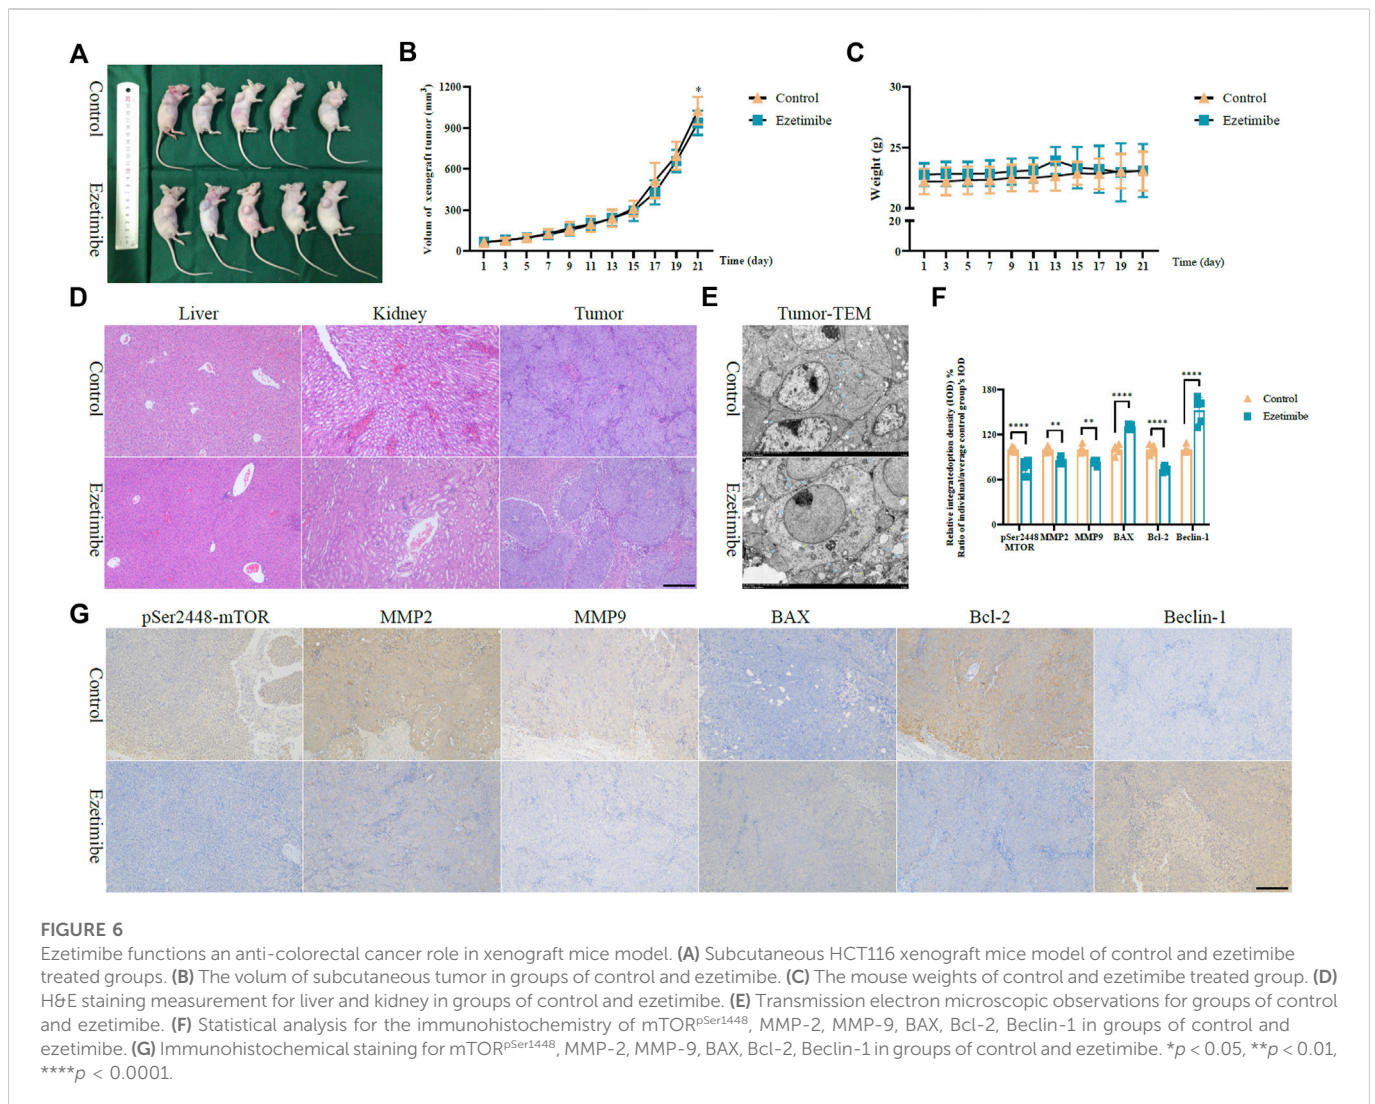 A
Control
Ezetimibe
B
Volum of xenograft tumor (mm³)
1200
900
600
300
0
1 3 5 7 9 11 13 15 17 19 21
Time (day)
*
Control
Ezetimibe
C
Weight (g)
30
25
20
20
0
1 3 5 7 9 11 13 15 17 19 21
Time (day)
Control
Ezetimibe
D
Liver Kidney Tumor
Control
Ezetimibe
E
Tumor-TEM
Control
Ezetimibe
F
Relative integratedoption density (IOD) %
Ratio of individual/average control group's IOD
180
120
60
0
**** ** ** **** **** ****
pSer2448 MMP2 MMP9 BAX Bcl-2 Beclin-1
MTOR
Control
Ezetimibe
G
pSer2448-mTOR MMP2 MMP9 BAX Bcl-2 Beclin-1
Control
Ezetimibe
FIGURE 6
Ezetimibe functions an anti-colorectal cancer role in xenograft mice model. (A) Subcutaneous HCT116 xenograft mice model of control and ezetimibe
treated groups. (B) The volum of subcutaneous tumor in groups of control and ezetimibe. (C) The mouse weights of control and ezetimibe treated group. (D)
H&E staining measurement for liver and kidney in groups of control and ezetimibe. (E) Transmission electron microscopic observations for groups of control
and ezetimibe. (F) Statistical analysis for the immunohistochemistry of mTORpSer1448, MMP-2, MMP-9, BAX, Bcl-2, Beclin-1 in groups of control and
ezetimibe. (G) Immunohistochemical staining for mTORpSer1448, MMP-2, MMP-9, BAX, Bcl-2, Beclin-1 in groups of control and ezetimibe. *p < 0.05, **p < 0.01,
****p < 0.0001.